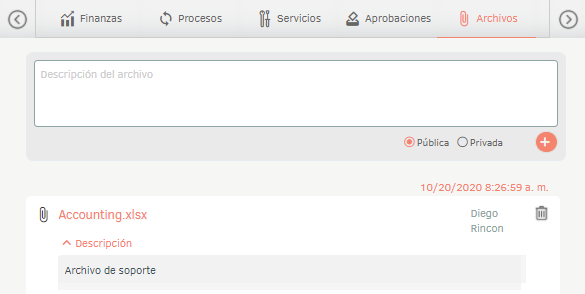 Finanzas Procesos Servicios Aprobaciones Archivos
Descripción del archivo
Pública Privada
10/20/2020 8:26:59 a. m.
Accounting.xlsx
Diego
Rincon
Descripción
Archivo de soporte